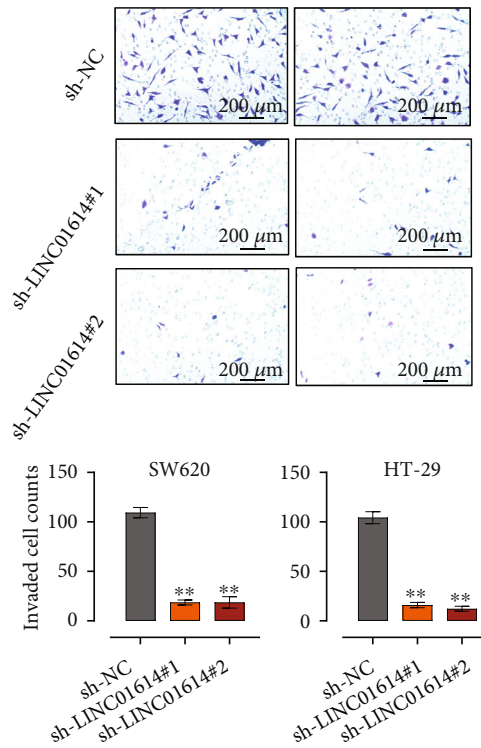 sh-NC
200 µm
200 µm
sh-LINC01614#1
200 µm
200 µm
sh-LINC01614#2
200 µm
200 µm
SW620
HT-29
Invaded cell counts
150
100
50
0
150
100
50
0
**
**
**
**
sh-NC
sh-LINC01614#1
sh-LINC01614#2
sh-NC
sh-LINC01614#1
sh-LINC01614#2